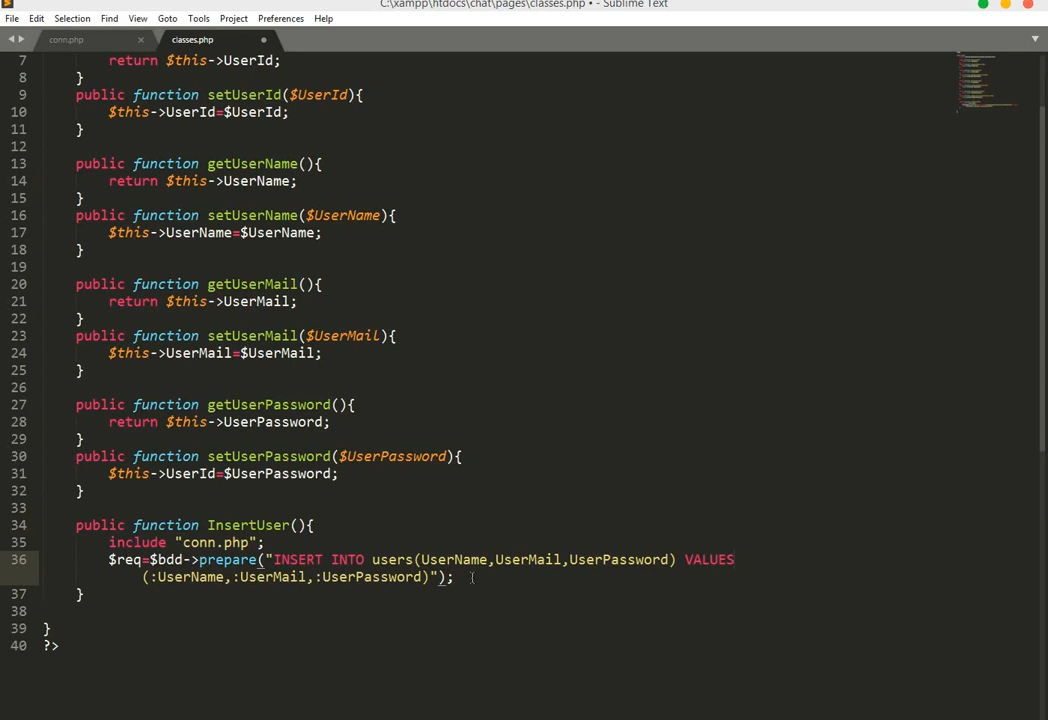 C:\xampp\htdocs\chat\pages\classes.php • - Sublime Text
File Edit Selection Find View Goto Tools Project Preferences Help
conn.php × classes.php
7 return $this->UserId;
8 }
9 public function setUserId($UserId){
10 $this->UserId=$UserId;
11 }
12
13 public function getUserName(){
14 return $this->UserName;
15 }
16 public function setUserName($UserName){
17 $this->UserName=$UserName;
18 }
19
20 public function getUserMail(){
21 return $this->UserMail;
22 }
23 public function setUserMail($UserMail){
24 $this->UserMail=$UserMail;
25 }
26
27 public function getUserPassword(){
28 return $this->UserPassword;
29 }
30 public function setUserPassword($UserPassword){
31 $this->UserId=$UserPassword;
32 }
33
34 public function InsertUser(){
35 include "conn.php";
36 $req=$bdd->prepare("INSERT INTO users(UserName,UserMail,UserPassword) VALUES
(:UserName,:UserMail,:UserPassword)");
37 }
38
39 }
40 ?>